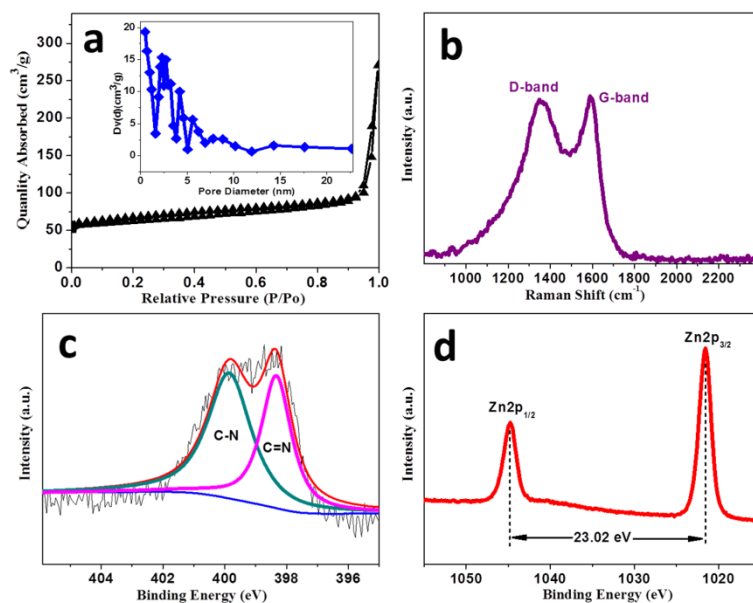 a
Quanlity Absorbed (cm³/g)
300
250
200
150
100
50
0
0.0 0.2 0.4 0.6 0.8 1.0
Relative Pressure (P/Po)
Dv(d)(cm³/g)
20
15
10
5
0
0 5 10 15 20
Pore Diameter (nm)
b
Intensity (a.u.)
D-band
G-band
1000 1200 1400 1600 1800 2000 2200
Raman Shift (cm⁻¹)
c
Intensity (a.u.)
C-N
C=N
404 402 400 398 396
Binding Energy (eV)
d
Intensity (a.u.)
Zn2p₃/₂
Zn2p₁/₂
23.02 eV
1050 1040 1030 1020
Binding Energy (eV)